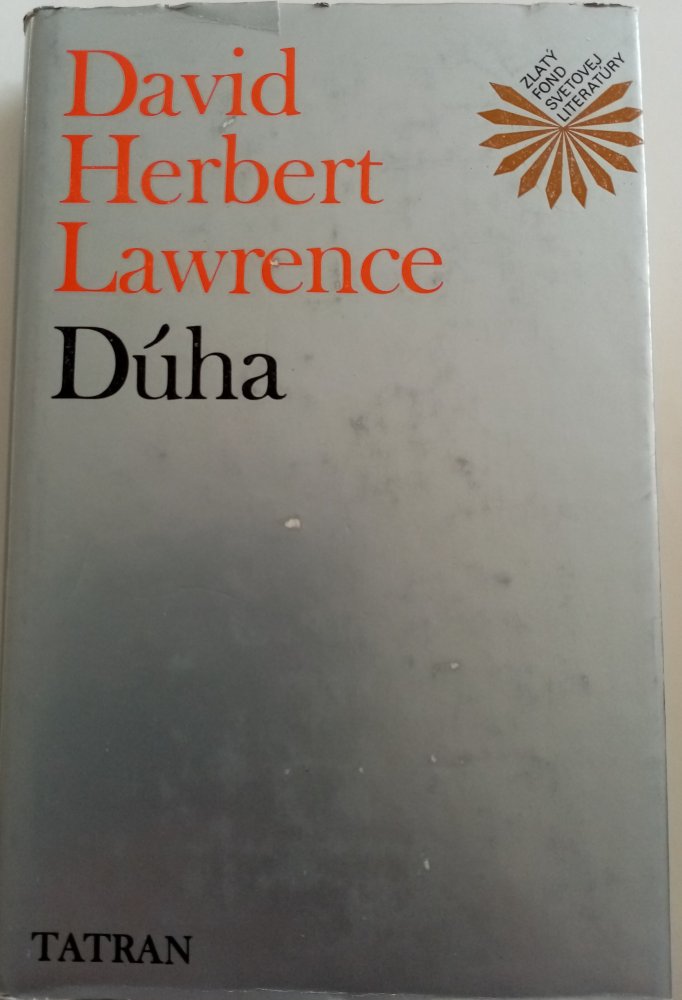 David
Herbert
Lawrence
Dúha
ZLATÝ
FOND
SVETOVEJ
LITERATÚRY
TATRAN